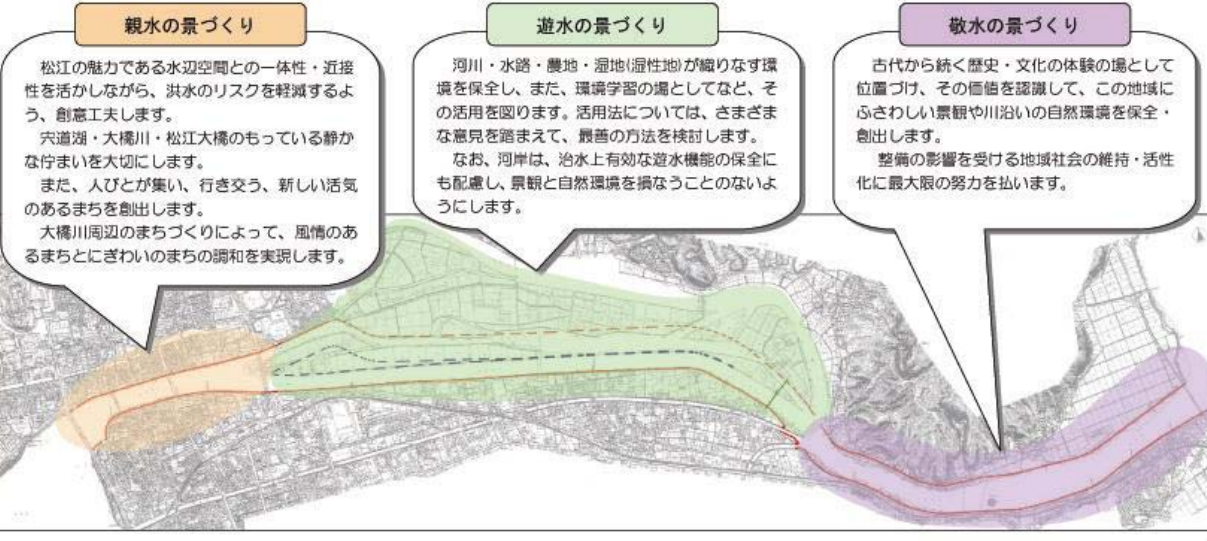 親水の景づくり
松江の魅力である水辺空間との一体性・近接
性を活かしながら、洪水のリスクを軽減するよ
う、創意工夫します。
宍道湖・大橋川・松江大橋のもっている静か
な佇まいを大切にします。
また、人びとが集い、行き交う、新しい活気
のあるまちを創出します。
大橋川周辺のまちづくりによって、風情のあ
るまちとにぎわいのまちの調和を実現します。
遊水の景づくり
河川・水路・農地・湿地(湿性地)が織りなす環
境を保全し、また、環境学習の場としてなど、そ
の活用を図ります。活用法については、さまざま
な意見を踏まえて、最善の方法を検討します。
なお、河岸は、治水上有効な遊水機能の保全に
も配慮し、景観と自然環境を損なうことのないよ
うにします。
敬水の景づくり
古代から続く歴史・文化の体験の場として
位置づけ、その価値を認識して、この地域に
ふさわしい景観や川沿いの自然環境を保全・
創出します。
整備の影響を受ける地域社会の維持・活性
化に最大限の努力を払います。